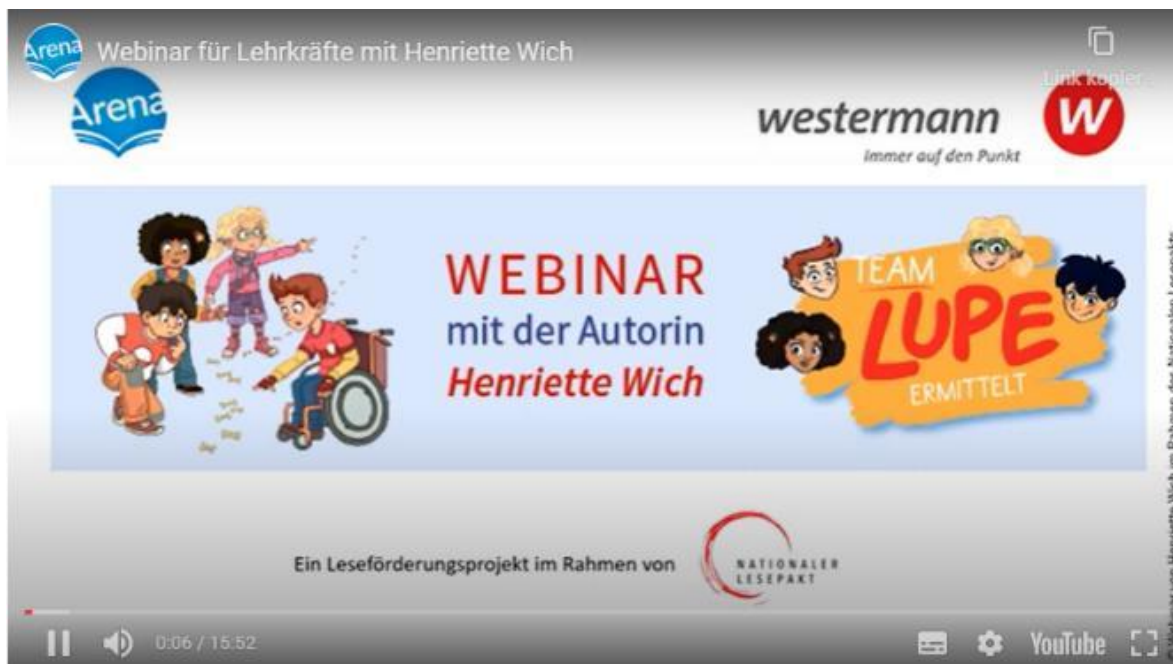 Arena
Webinar für Lehrkräfte mit Henriette Wich
Link kopier...
Arena
westermann
W
Immer auf den Punkt
WEBINAR
mit der Autorin
Henriette Wich
TEAM
LUPE
ERMITTELT
Ein Leseförderungsprojekt im Rahmen von
NATIONALER
LESEPAKT
0:06 / 15:52
YouTube